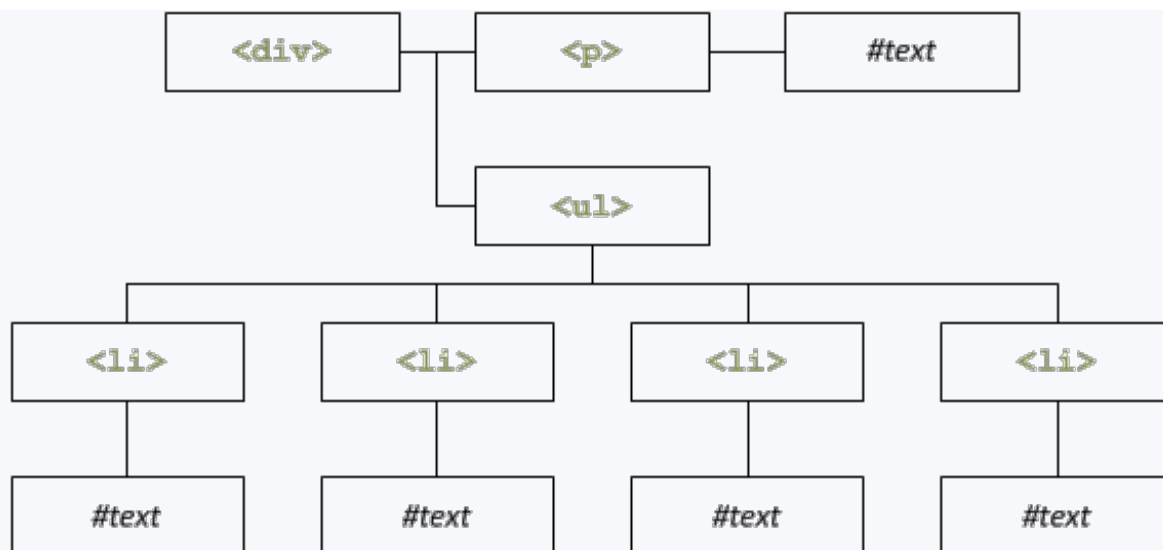 <div> <p> #text
<ul>
<li> <li> <li> <li>
#text #text #text #text